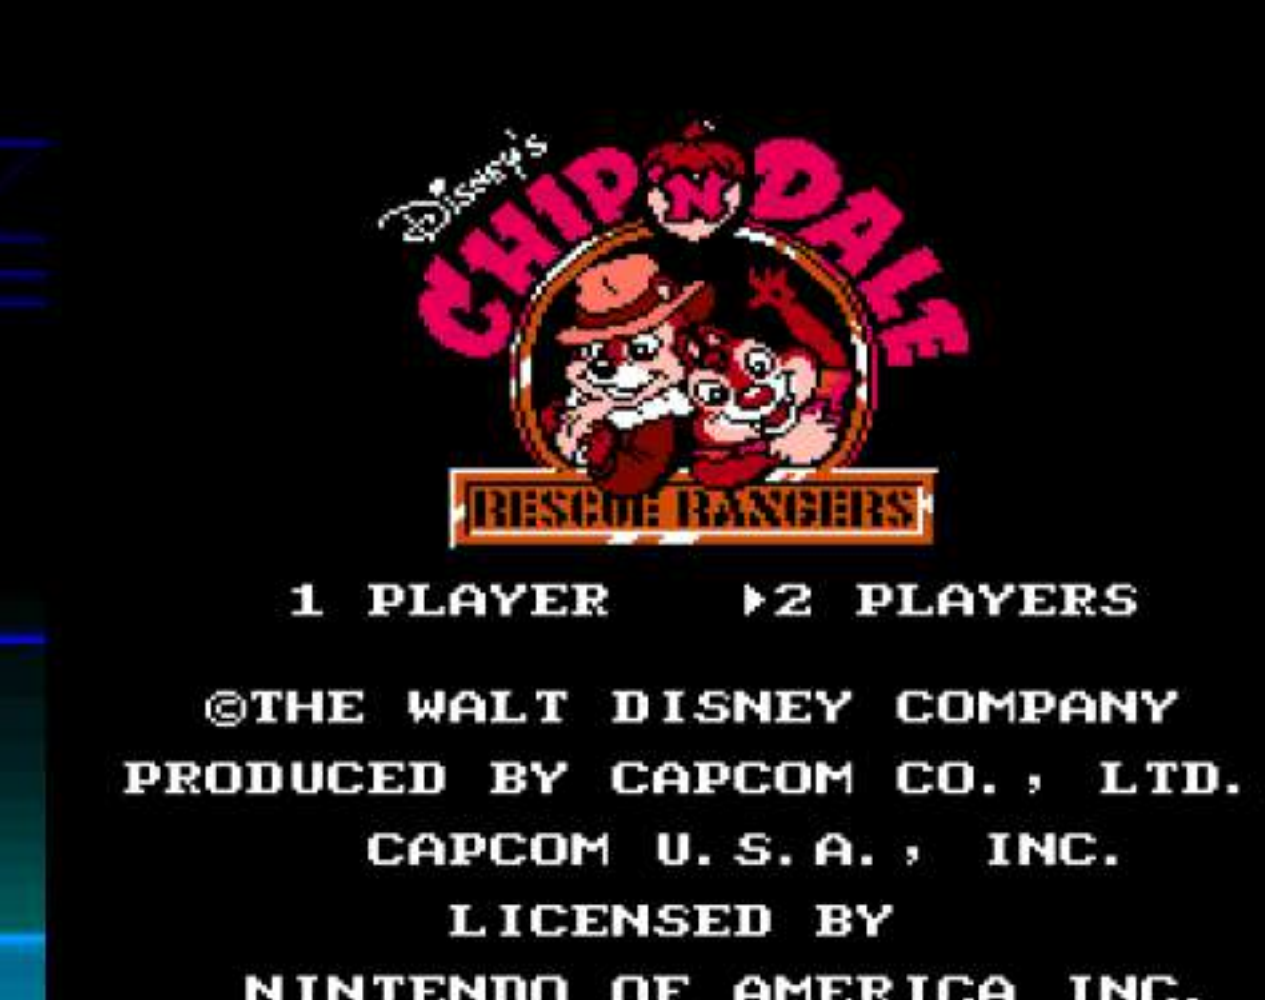 Disney's
CHIP 'N DALE
RESCUE RANGERS
1 PLAYER ▶2 PLAYERS
©THE WALT DISNEY COMPANY
PRODUCED BY CAPCOM CO., LTD.
CAPCOM U.S.A., INC.
LICENSED BY
NINTENDO OF AMERICA INC.